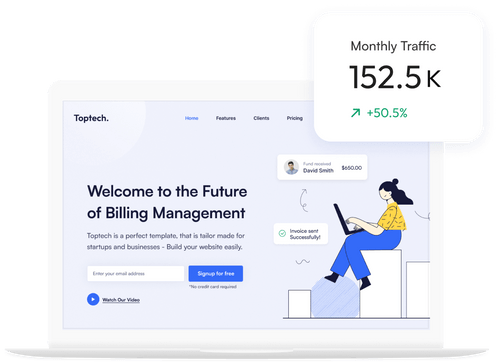 Monthly Traffic
152.5 K
+50.5%
Toptech.
Home Features Clients Pricing
Fund received
David Smith $650.00
Welcome to the Future
of Billing Management
Toptech is a perfect template, that is tailor made for
startups and businesses - Build your website easily.
Invoice sent
Successfully!
Enter your email address Signup for free
*No credit card required
Watch Our Video